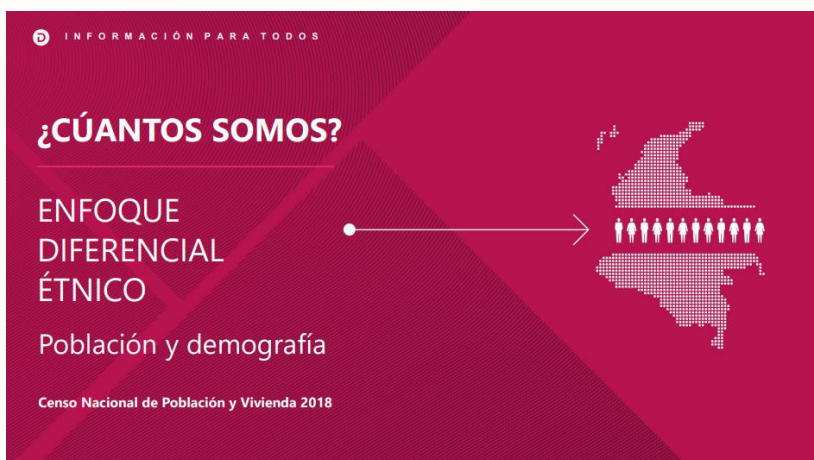 INFORMACIÓN PARA TODOS
¿CÚANTOS SOMOS?
ENFOQUE
DIFERENCIAL
ÉTNICO
Población y demografía
Censo Nacional de Población y Vivienda 2018